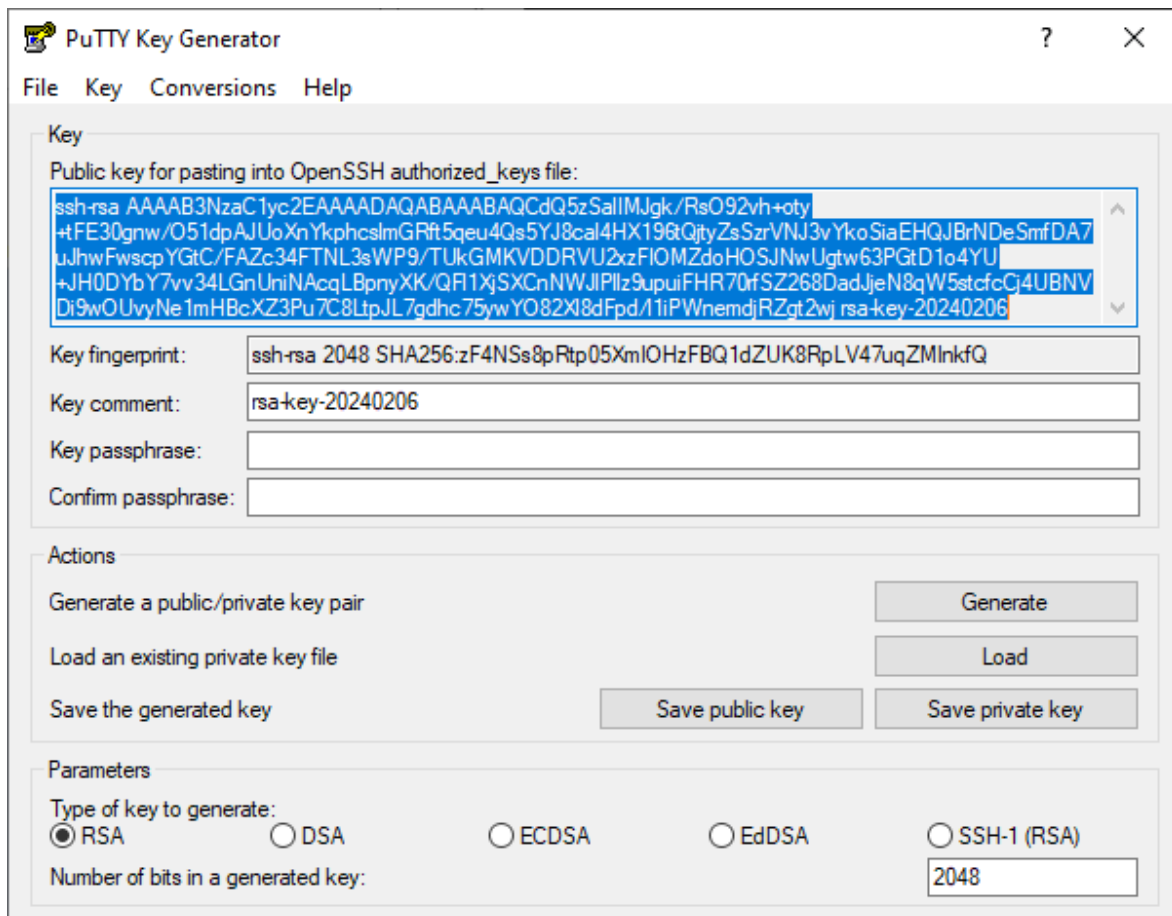 PuTTY Key Generator
?
File Key Conversions Help
Key
Public key for pasting into OpenSSH authorized_keys file:
ssh-rsa AAAAB3NzaC1yc2EAAAADAQABAAABAQCdQ5zSaIIMJgk/RsO92vh+oty
+tFE30gnw/O51dpAJUoXnYkphcslmGRft5qeu4Qs5YJ8caI4HX196tQjtyZsSzrVNJ3vYkoSiaEHQJBrNDeSmfDA7
uJhwFwscpYGtC/FAZc34FTNL3sWP9/TUkGMKVDDRVU2xzFlOMZdoHOSJNwUgtw63PGtD1o4YU
+JH0DYbY7vv34LGnUniNAcqLBpnyXK/QFl1XjSXCnNWJlPllz9upuiFHR70rfSZ268DadJjeN8qW5stcfcCj4UBNV
Di9wOUvyNe1mHBcXZ3Pu7C8LtpJL7gdhc75ywYO82Xl8dFpd/I1iPWnemdjRZgt2wj rsa-key-20240206
Key fingerprint: ssh-rsa 2048 SHA256:zF4NSs8pRtp05XmlOHzFBQ1dZUK8RpLV47uqZMlnkfQ
Key comment: rsa-key-20240206
Key passphrase:
Confirm passphrase:
Actions
Generate a public/private key pair Generate
Load an existing private key file Load
Save the generated key Save public key Save private key
Parameters
Type of key to generate:
RSA DSA ECDSA EdDSA SSH-1 (RSA)
Number of bits in a generated key: 2048